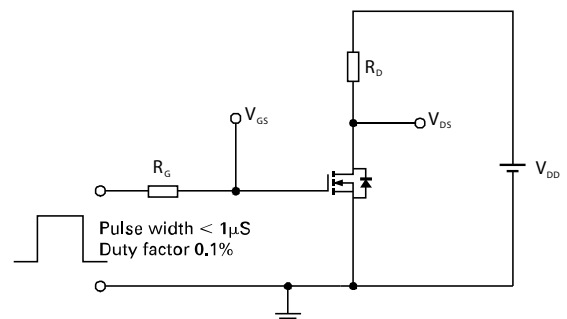 R_D
V_GS
V_DS
R_G
V_DD
Pulse width < 1μS
Duty factor 0.1%